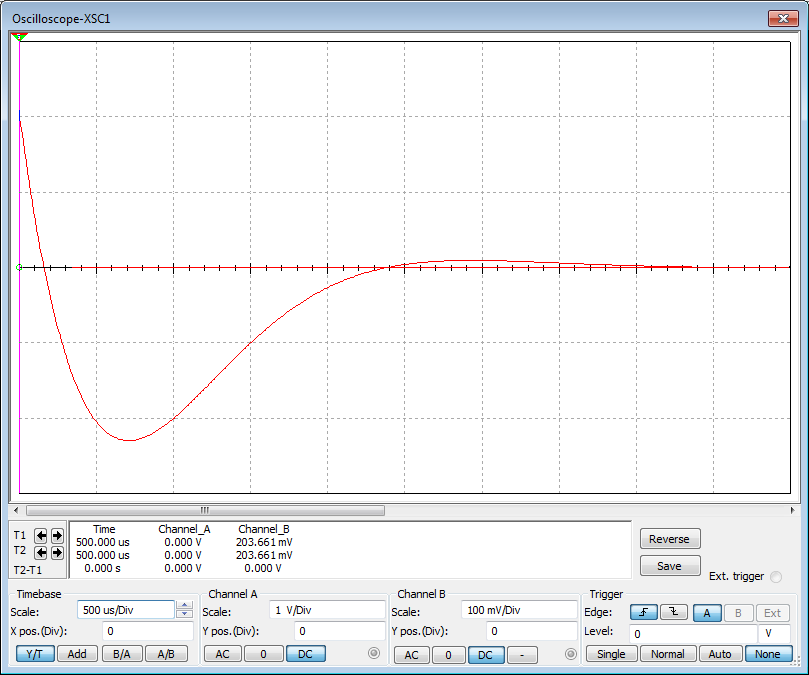 Oscilloscope-XSC1
Time Channel_A Channel_B
T1 500.000 us 0.000 V 203.661 mV
T2 500.000 us 0.000 V 203.661 mV
T2-T1 0.000 s 0.000 V 0.000 V
Reverse
Save
Ext. trigger
Timebase
Scale: 500 us/Div
X pos.(Div): 0
Y/T Add B/A A/B
Channel A
Scale: 1 V/Div
Y pos.(Div): 0
AC 0 DC
Channel B
Scale: 100 mV/Div
Y pos.(Div): 0
AC 0 DC -
Trigger
Edge: A B Ext
Level: 0 V
Single Normal Auto None